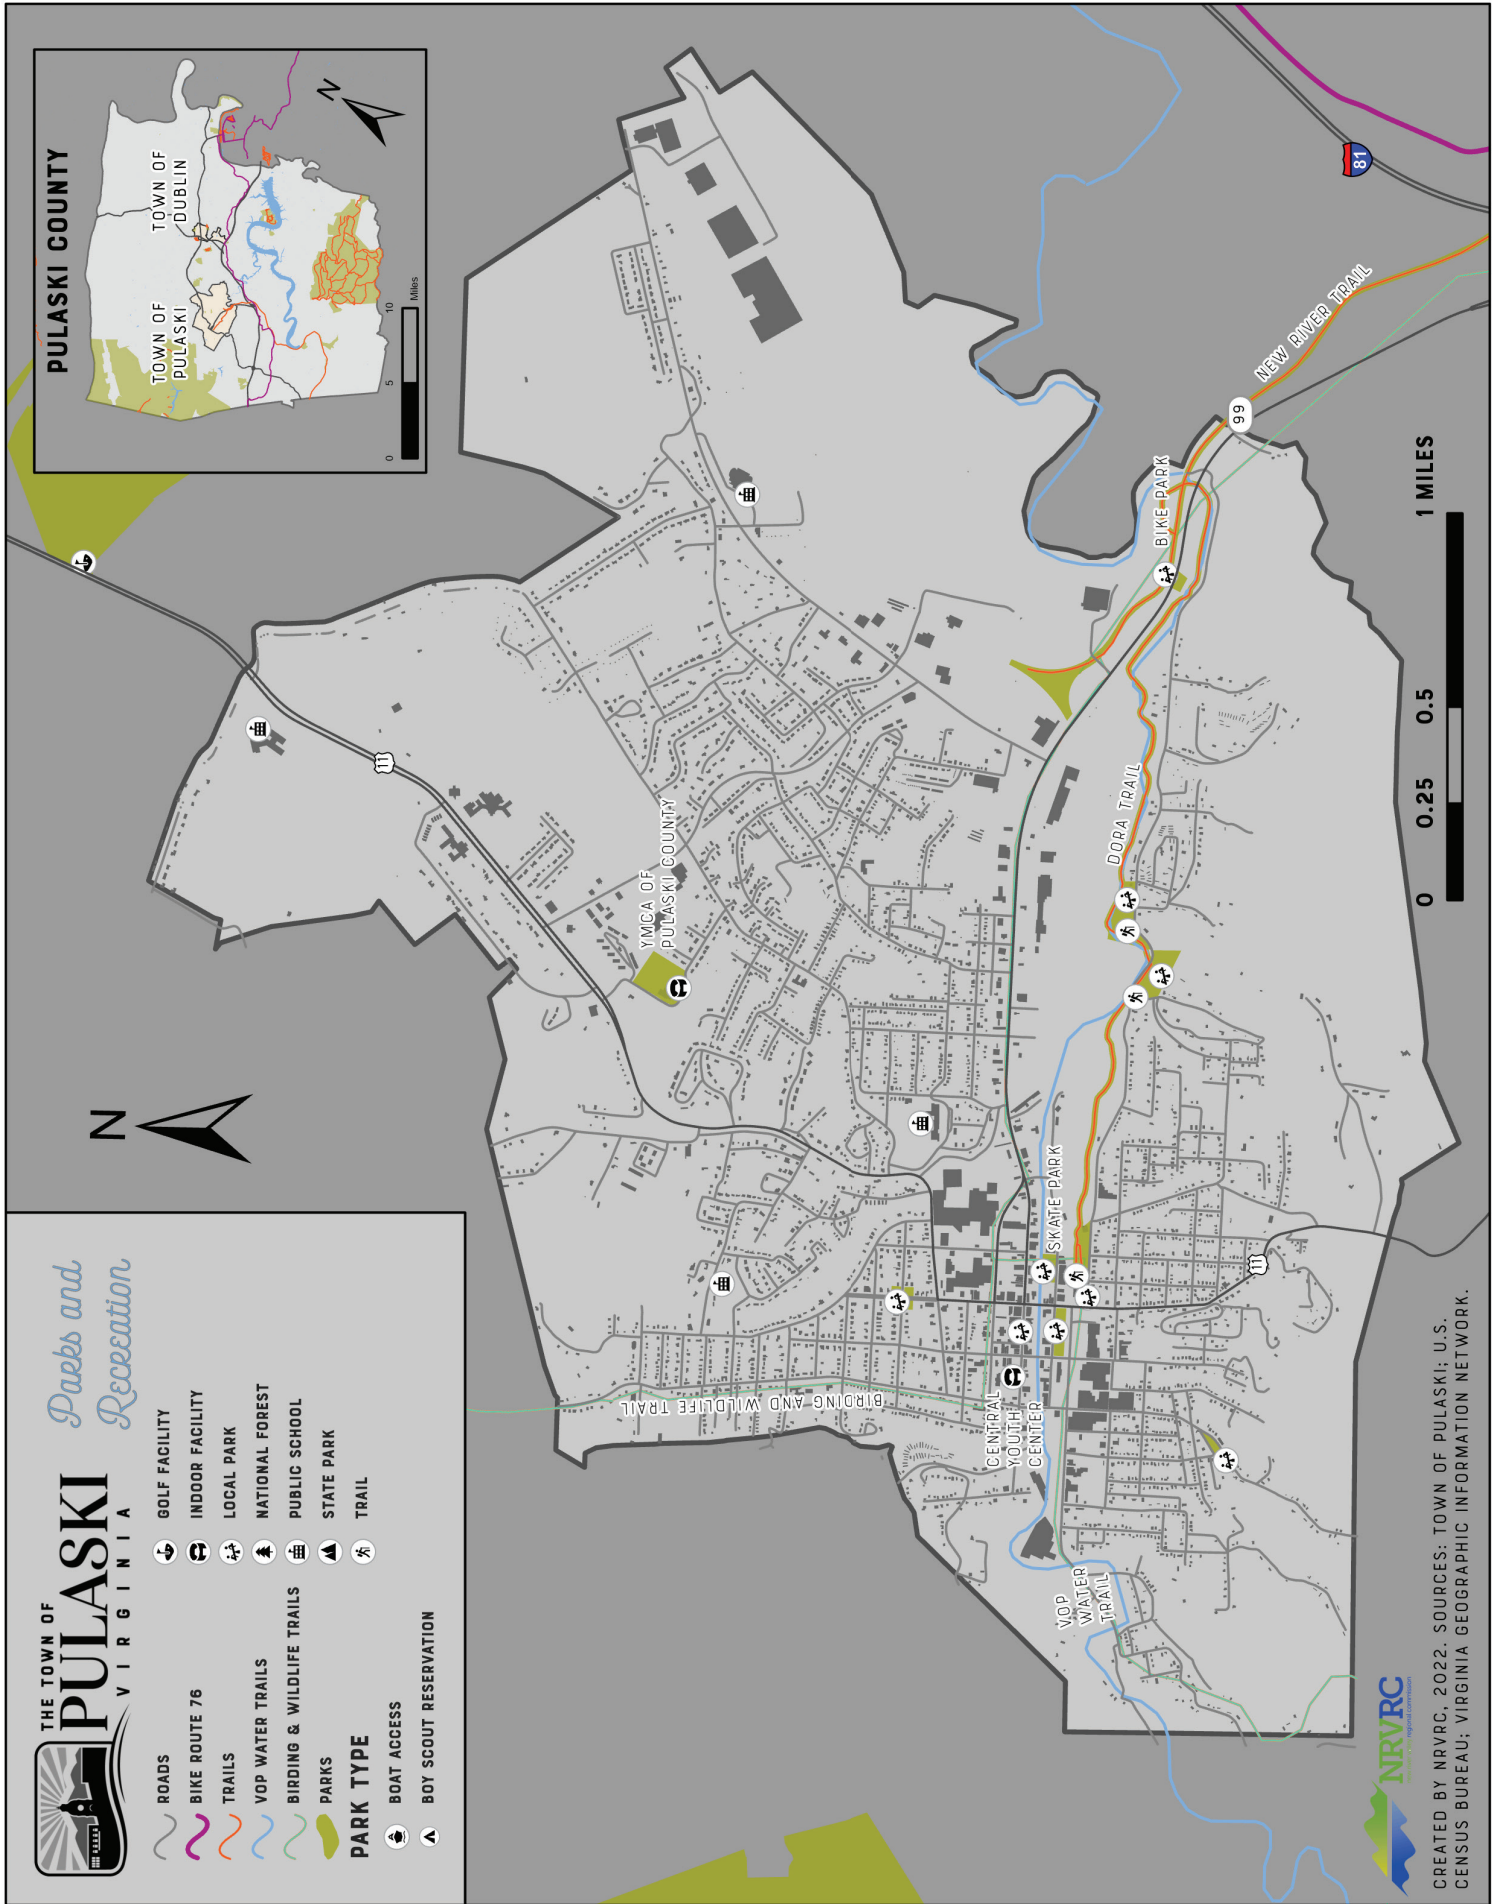 THE TOWN OF
PULASKI
VIRGINIA
Parks and
Recreation
ROADS
BIKE ROUTE 76
TRAILS
VOP WATER TRAILS
BIRDING & WILDLIFE TRAILS
PARKS
PARK TYPE
BOAT ACCESS
BOY SCOUT RESERVATION
GOLF FACILITY
INDOOR FACILITY
LOCAL PARK
NATIONAL FOREST
PUBLIC SCHOOL
STATE PARK
TRAIL
N
PULASKI COUNTY
TOWN OF
PULASKI
TOWN OF
DUBLIN
N
0
5
10
Miles
11
YMCA OF
PULASKI COUNTY
BIRDING AND WILDLIFE TRAIL
CENTRAL
YOUTH
CENTER
SKATE PARK
VOP
WATER
TRAIL
DORA TRAIL
BIKE PARK
99
NEW RIVER TRAIL
81
11
0
0.25
0.5
1 MILES
NRVRC
CREATED BY NRVRC, 2022. SOURCES: TOWN OF PULASKI; U.S.
CENSUS BUREAU; VIRGINIA GEOGRAPHIC INFORMATION NETWORK.